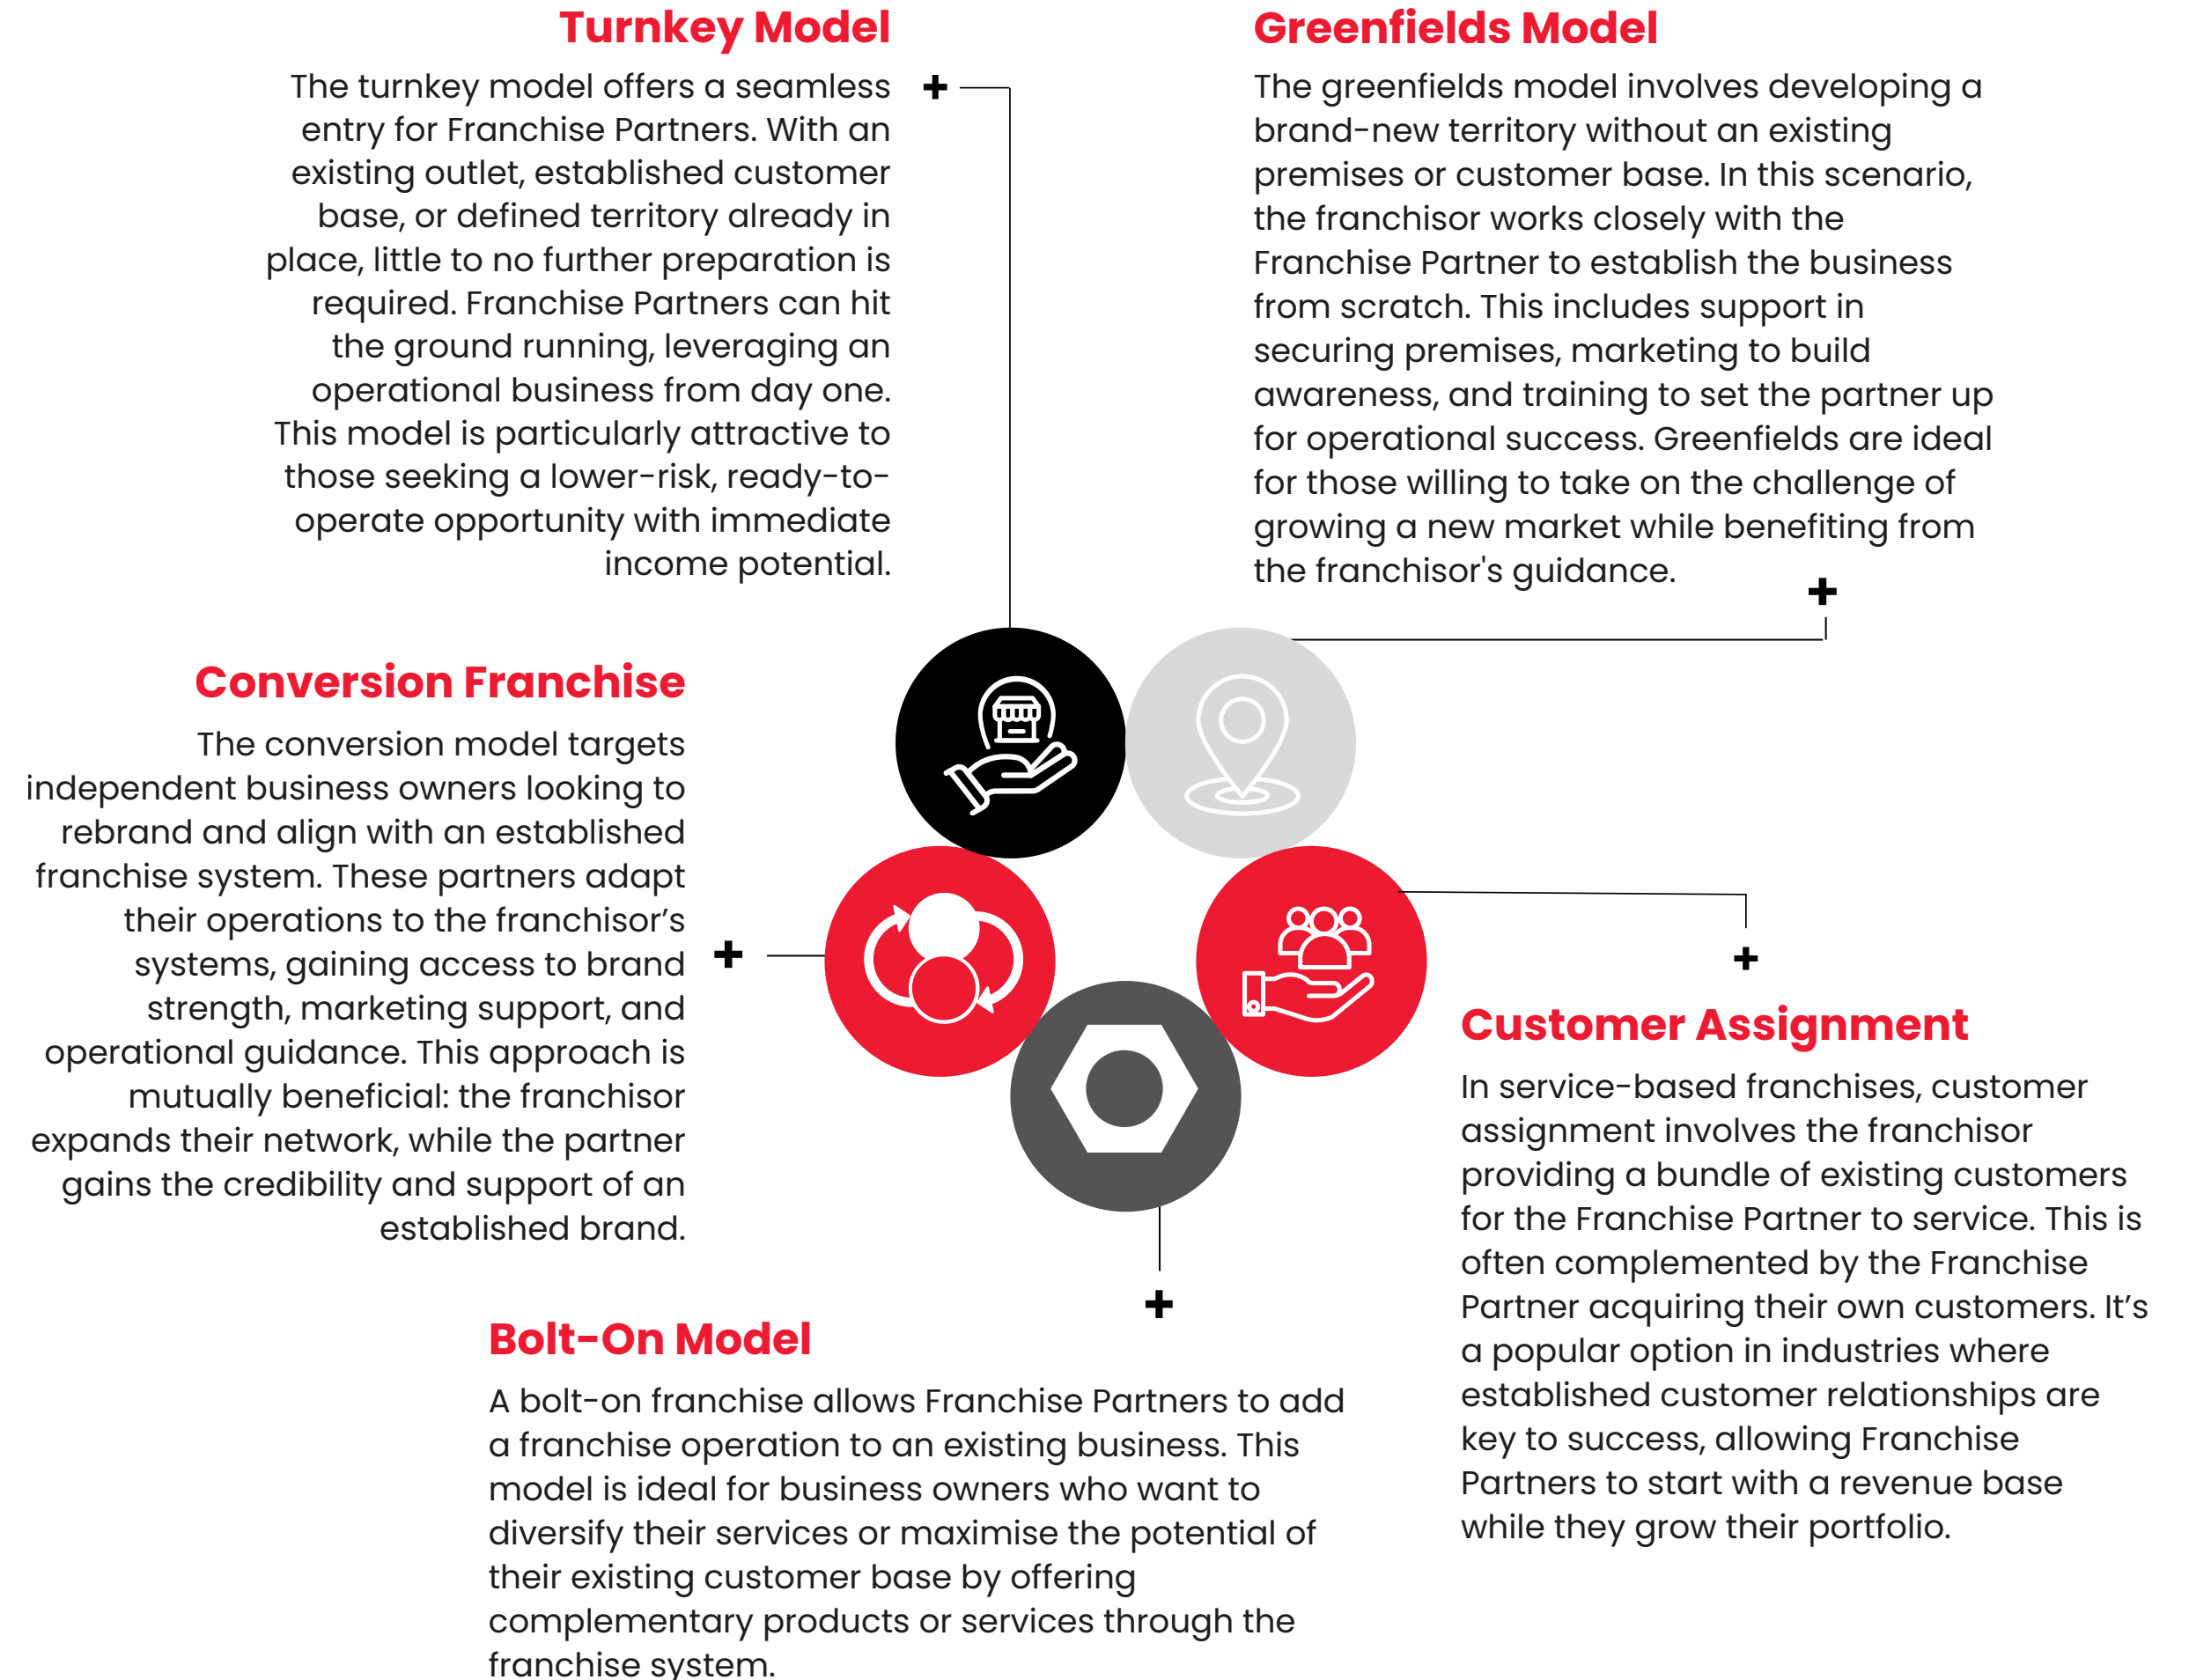 Turnkey Model
The turnkey model offers a seamless
entry for Franchise Partners. With an
existing outlet, established customer
base, or defined territory already in
place, little to no further preparation is
required. Franchise Partners can hit
the ground running, leveraging an
operational business from day one.
This model is particularly attractive to
those seeking a lower-risk, ready-to-
operate opportunity with immediate
income potential.
Greenfields Model
The greenfields model involves developing a
brand-new territory without an existing
premises or customer base. In this scenario,
the franchisor works closely with the
Franchise Partner to establish the business
from scratch. This includes support in
securing premises, marketing to build
awareness, and training to set the partner up
for operational success. Greenfields are ideal
for those willing to take on the challenge of
growing a new market while benefiting from
the franchisor's guidance.
Conversion Franchise
The conversion model targets
independent business owners looking to
rebrand and align with an established
franchise system. These partners adapt
their operations to the franchisor’s
systems, gaining access to brand
strength, marketing support, and
operational guidance. This approach is
mutually beneficial: the franchisor
expands their network, while the partner
gains the credibility and support of an
established brand.
Customer Assignment
In service-based franchises, customer
assignment involves the franchisor
providing a bundle of existing customers
for the Franchise Partner to service. This is
often complemented by the Franchise
Partner acquiring their own customers. It’s
a popular option in industries where
established customer relationships are
key to success, allowing Franchise
Partners to start with a revenue base
while they grow their portfolio.
Bolt-On Model
A bolt-on franchise allows Franchise Partners to add
a franchise operation to an existing business. This
model is ideal for business owners who want to
diversify their services or maximise the potential of
their existing customer base by offering
complementary products or services through the
franchise system.